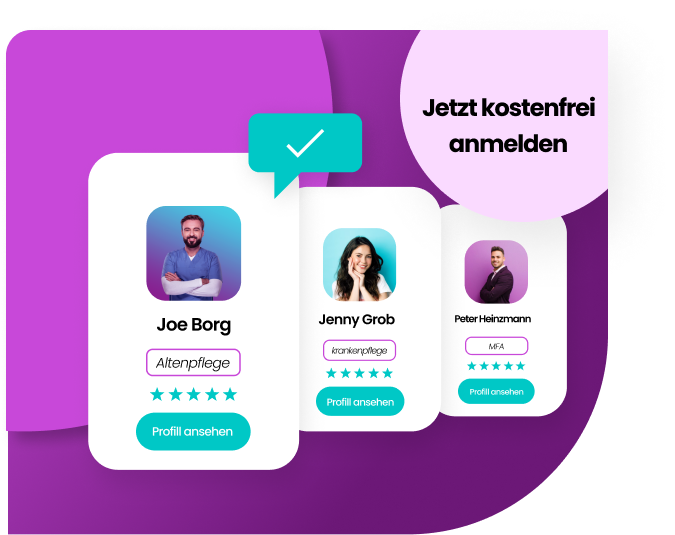 Jetzt kostenfrei
anmelden
Joe Borg
Altenpflege
Profill ansehen
Jenny Grob
krankenpflege
Profill ansehen
Peter Heinzmann
MFA
Profill ansehen